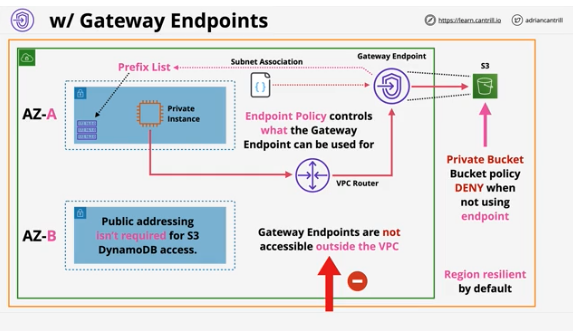 w/ Gateway Endpoints
https://learn.cantrill.io
adriancantrill
Gateway Endpoint
Subnet Association
Prefix List
S3
AZ-A
Private
Instance
{ }
Endpoint Policy controls
what the Gateway
Endpoint can be used for
VPC Router
Private Bucket
Bucket policy
DENY when
not using
endpoint
AZ-B
Public addressing
isn't required for S3
DynamoDB access.
Gateway Endpoints are not
accessible outside the VPC
Region resilient
by default